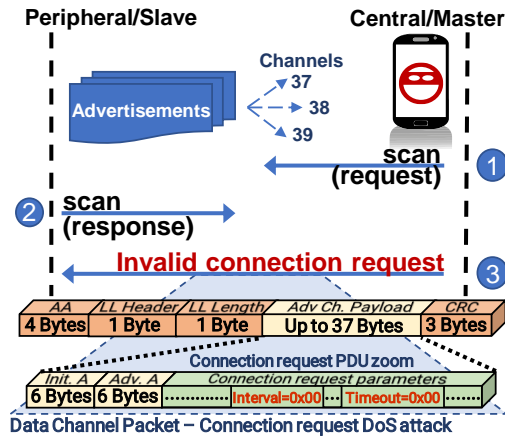 Peripheral/Slave
Central/Master
Channels
37
Advertisements
38
39
1
scan
(request)
2
scan
(response)
Invalid connection request
3
AA
LL Header
LL Length
Adv Ch. Payload
CRC
4 Bytes
1 Byte
1 Byte
Up to 37 Bytes
3 Bytes
Connection request PDU zoom
Init. A
Adv. A
Connection request parameters
6 Bytes
6 Bytes
Interval=0x00
Timeout=0x00
Data Channel Packet – Connection request DoS attack